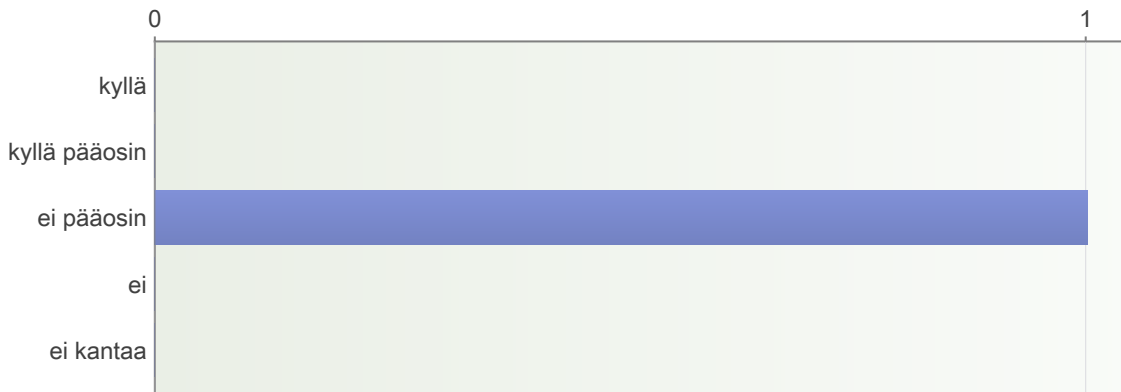 0 1
kyllä
kyllä pääosin
ei pääosin
ei
ei kantaa